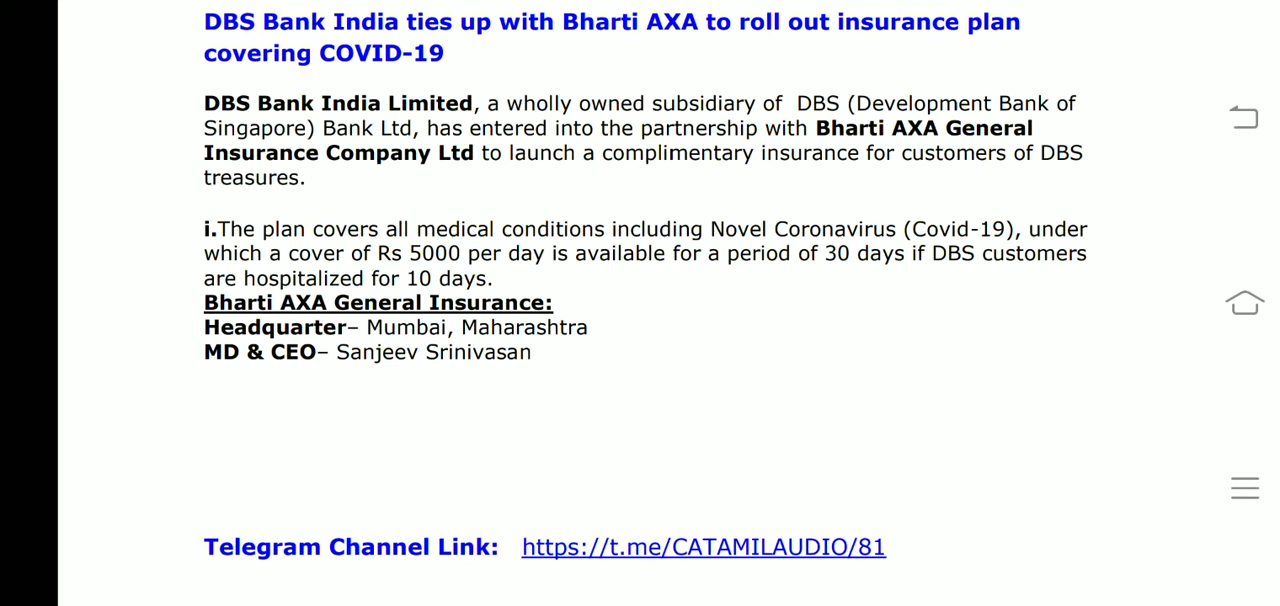 DBS Bank India ties up with Bharti AXA to roll out insurance plan
covering COVID-19
DBS Bank India Limited, a wholly owned subsidiary of DBS (Development Bank of
Singapore) Bank Ltd, has entered into the partnership with Bharti AXA General
Insurance Company Ltd to launch a complimentary insurance for customers of DBS
treasures.
i.The plan covers all medical conditions including Novel Coronavirus (Covid-19), under
which a cover of Rs 5000 per day is available for a period of 30 days if DBS customers
are hospitalized for 10 days.
Bharti AXA General Insurance:
Headquarter– Mumbai, Maharashtra
MD & CEO– Sanjeev Srinivasan
Telegram Channel Link: https://t.me/CATAMILAUDIO/81